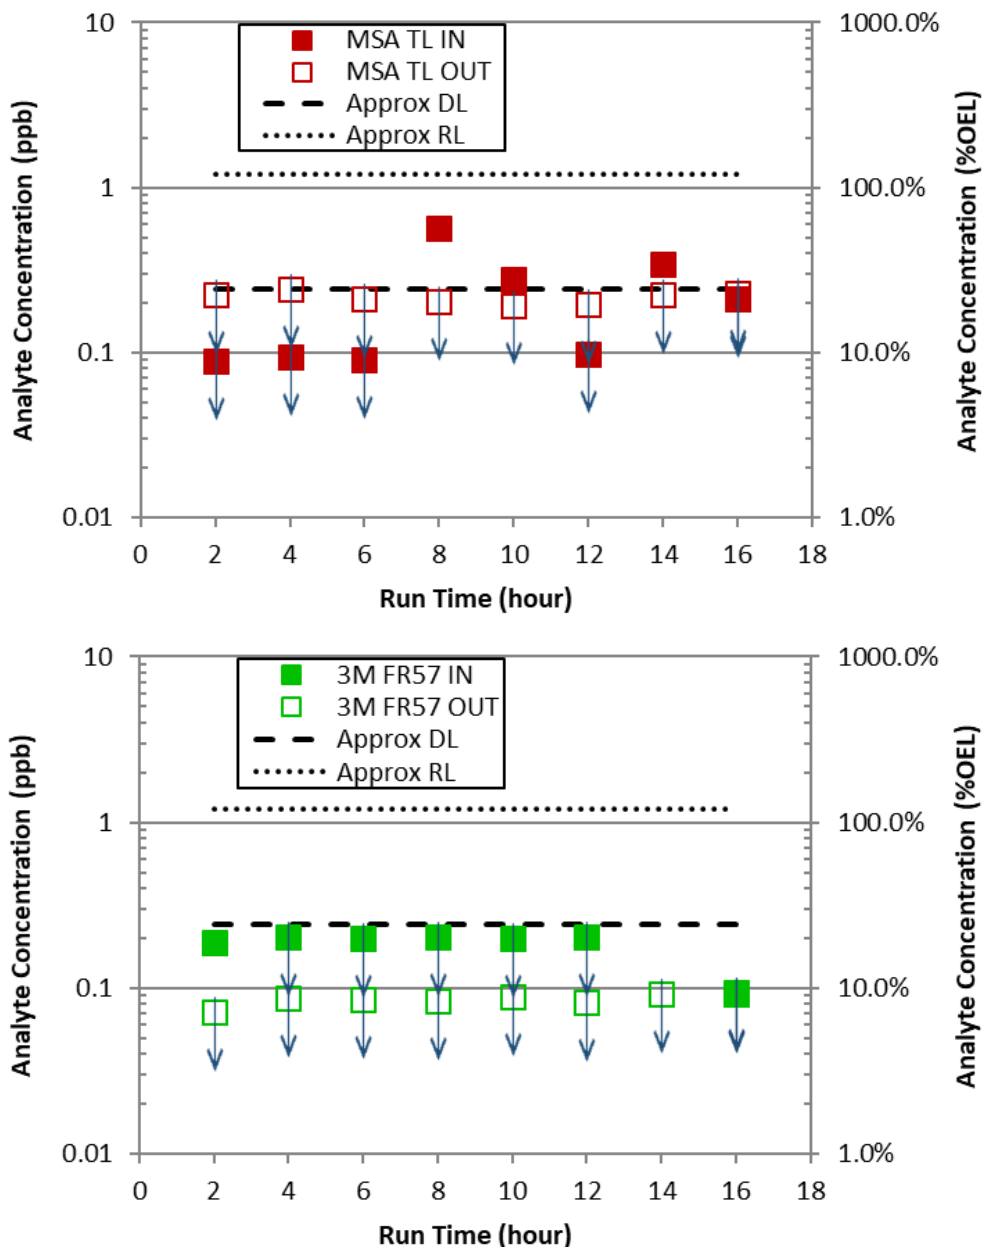 MSA TL IN
MSA TL OUT
Approx DL
Approx RL
Analyte Concentration (ppb)
10
1
0.1
0.01
1000.0%
100.0%
10.0%
1.0%
Analyte Concentration (%OEL)
0 2 4 6 8 10 12 14 16 18
Run Time (hour)
3M FR57 IN
3M FR57 OUT
Approx DL
Approx RL
Analyte Concentration (ppb)
10
1
0.1
0.01
1000.0%
100.0%
10.0%
1.0%
Analyte Concentration (%OEL)
0 2 4 6 8 10 12 14 16 18
Run Time (hour)